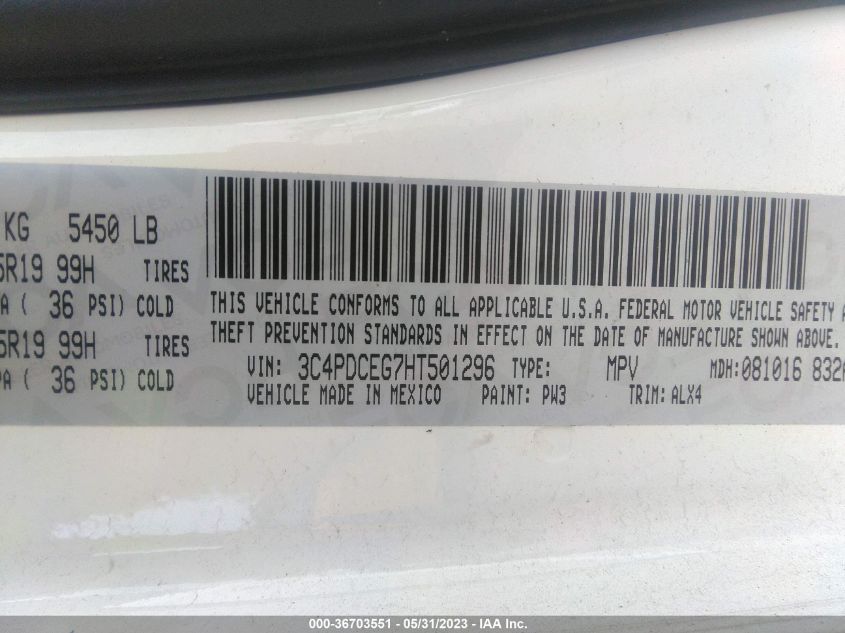 KG 5450 LB
5R19 99H TIRES
A ( 36 PSI) COLD
5R19 99H TIRES
PA ( 36 PSI) COLD
THIS VEHICLE CONFORMS TO ALL APPLICABLE U.S.A. FEDERAL MOTOR VEHICLE SAFETY A
THEFT PREVENTION STANDARDS IN EFFECT ON THE DATE OF MANUFACTURE SHOWN ABOVE.
VIN: 3C4PDCEG7HT501296 TYPE: MPV MDH: 081016 832
VEHICLE MADE IN MEXICO PAINT: PW3 TRIM: ALX4
000-36703551 - 05/31/2023 - IAA Inc.